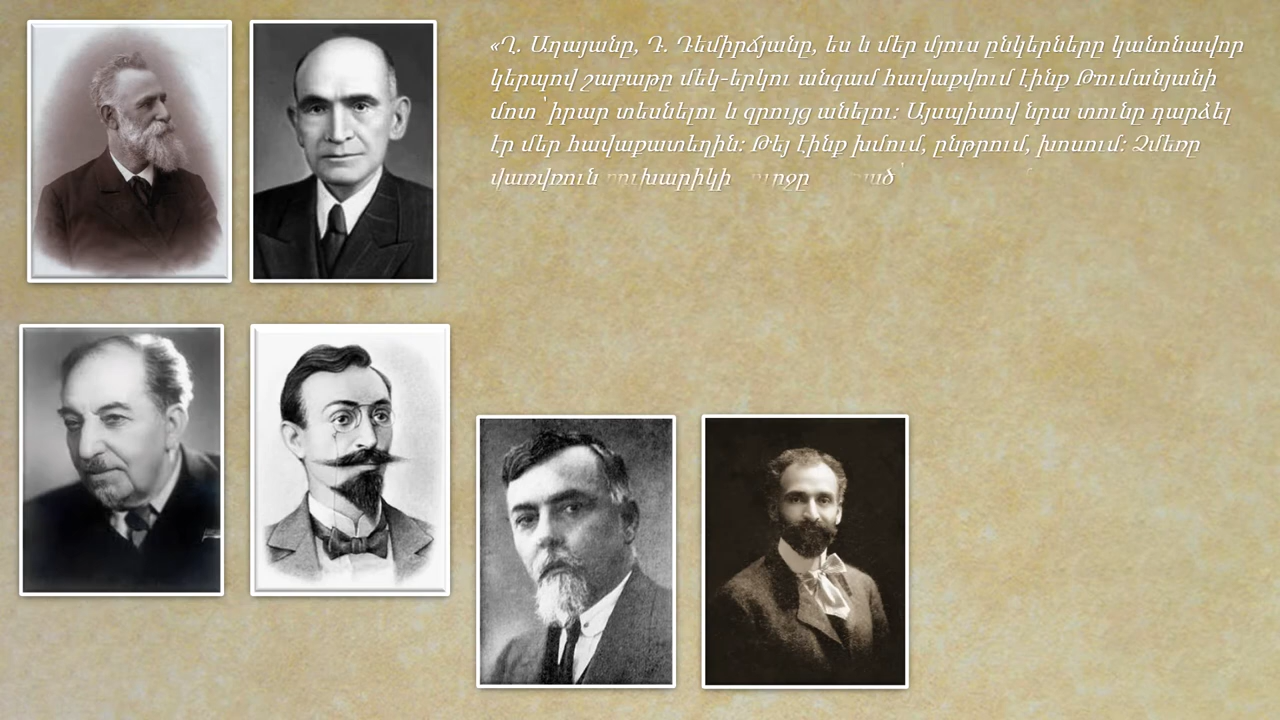 «Ղ. Աղայանը, Դ. Դեմիրճյանը, ես և մեր մյուս ընկերները կանոնավոր
կերպով շաբաթը մեկ-երկու անգամ հավաքվում էինք Թումանյանի
մոտ՝ իրար տեսնելու և զրույց անելու: Այսպիսով նրա տունը դարձել
էր մեր հավաքատեղին: Թեյ էինք խմում, ընթրում, խոսում: Ձմեռը
վառվռուն